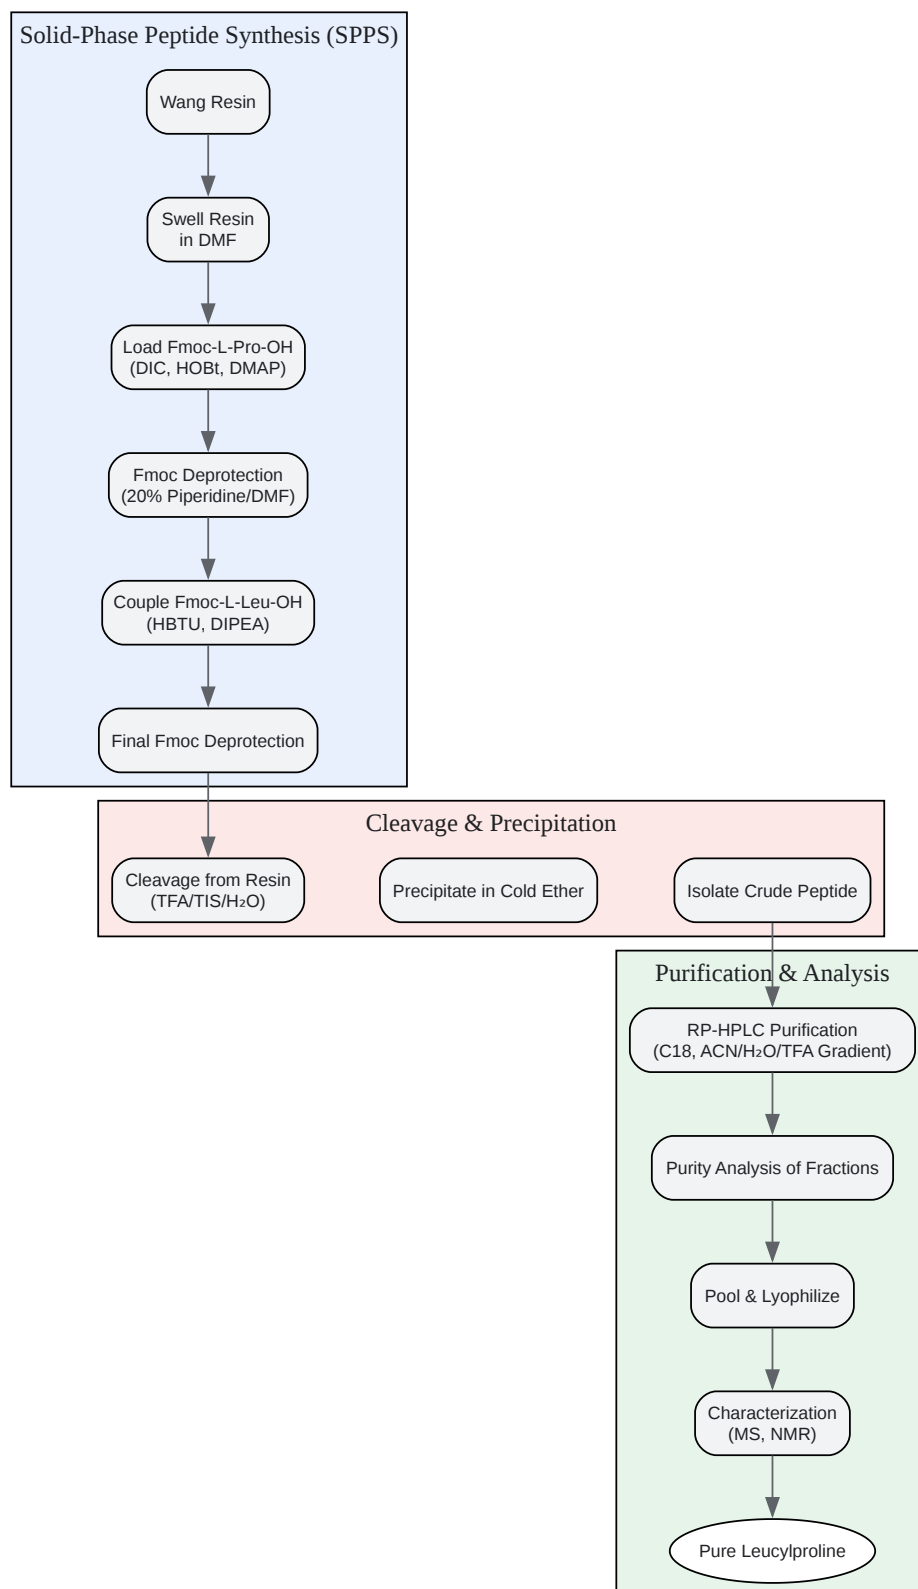 Solid-Phase Peptide Synthesis (SPPS)
Wang Resin
Swell Resin
in DMF
Load Fmoc-L-Pro-OH
(DIC, HOBt, DMAP)
Fmoc Deprotection
(20% Piperidine/DMF)
Couple Fmoc-L-Leu-OH
(HBTU, DIPEA)
Final Fmoc Deprotection
Cleavage & Precipitation
Cleavage from Resin
(TFA/TIS/H₂O)
Precipitate in Cold Ether
Isolate Crude Peptide
Purification & Analysis
RP-HPLC Purification
(C18, ACN/H₂O/TFA Gradient)
Purity Analysis of Fractions
Pool & Lyophilize
Characterization
(MS, NMR)
Pure Leucylproline